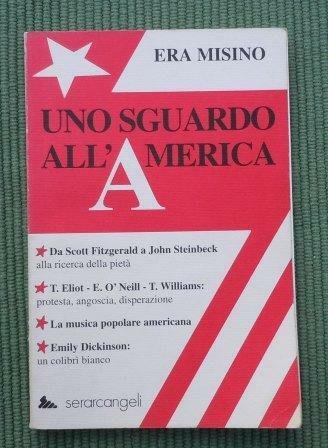 ERA MISINO
UNO SGUARDO
ALL'AMERICA
Da Scott Fitzgerald a John Steinbeck
alla ricerca della pietà
T. Eliot - E. O' Neill - T. Williams:
protesta, angoscia, disperazione
La musica popolare americana
Emily Dickinson:
un colibrì bianco
serarcangeli